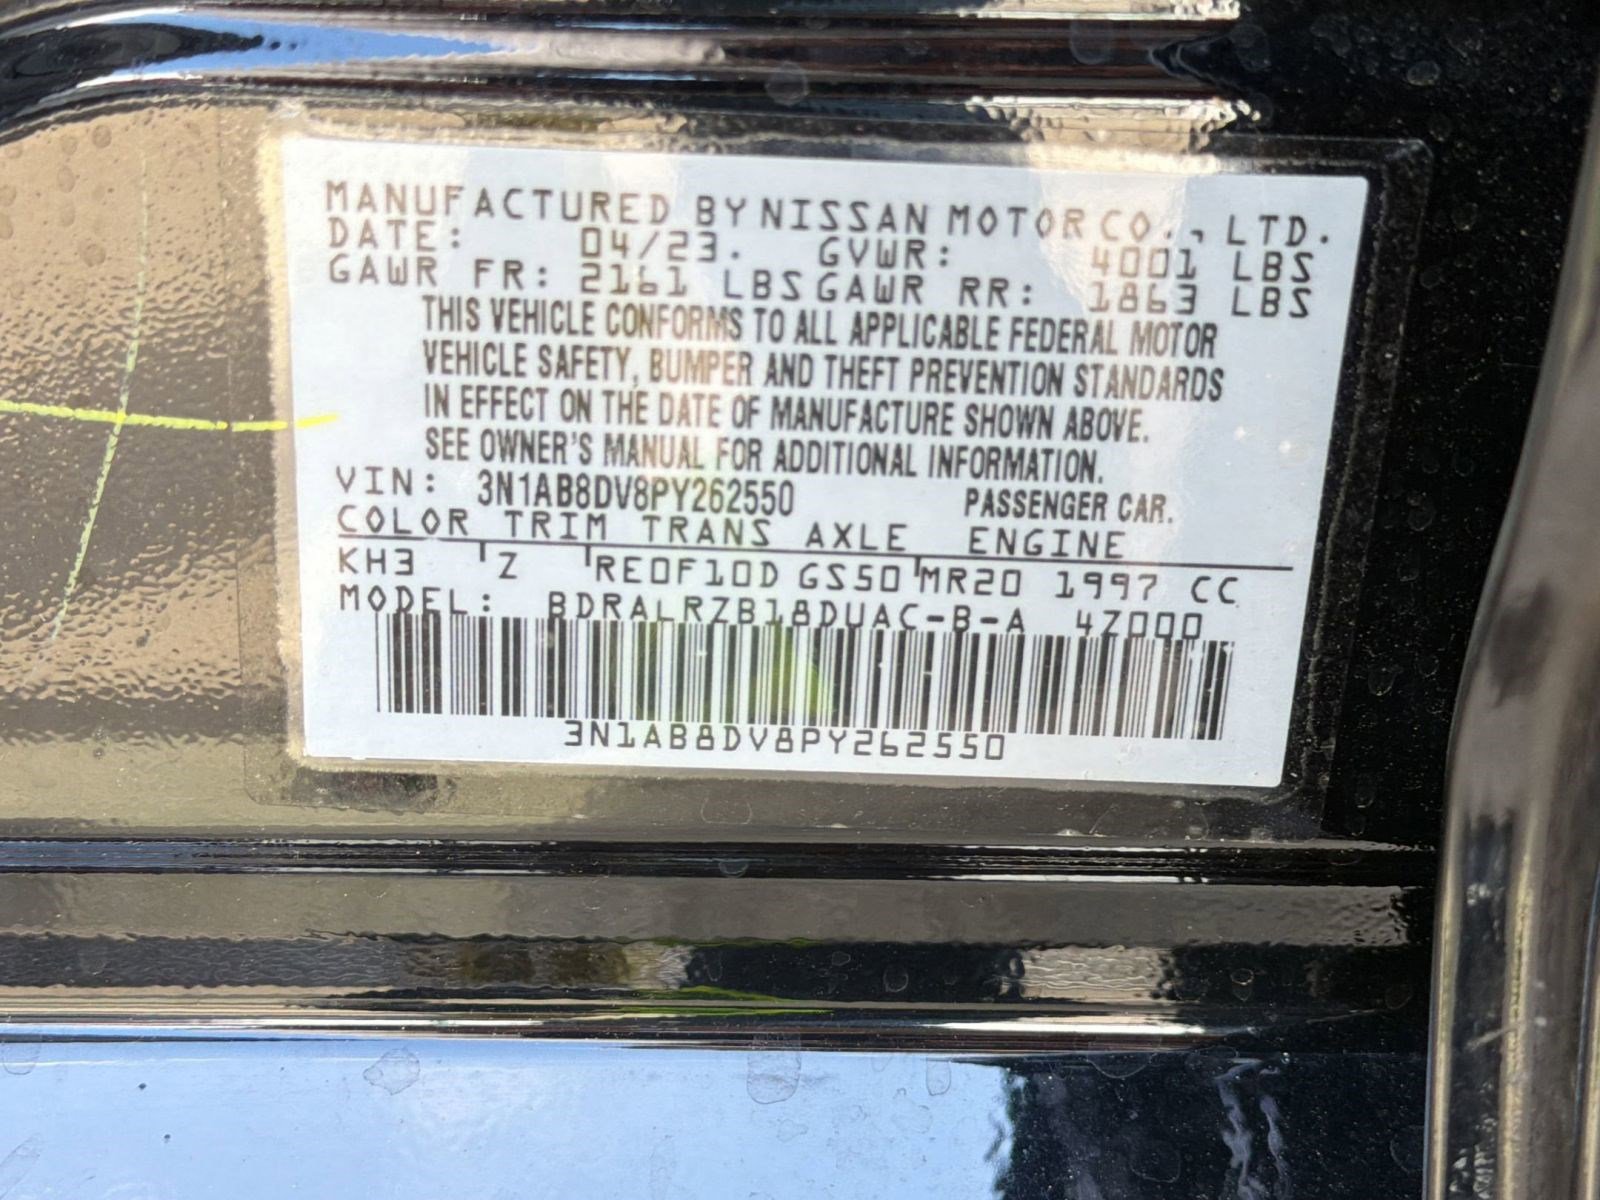 MANUFACTURED BY NISSAN MOTOR CO., LTD.
DATE: 04/23. GVWR: 4001 LBS
GAWR FR: 2161 LBS GAWR RR: 1863 LBS
THIS VEHICLE CONFORMS TO ALL APPLICABLE FEDERAL MOTOR
VEHICLE SAFETY, BUMPER AND THEFT PREVENTION STANDARDS
IN EFFECT ON THE DATE OF MANUFACTURE SHOWN ABOVE.
SEE OWNER'S MANUAL FOR ADDITIONAL INFORMATION.
VIN: 3N1AB8DV8PY262550 PASSENGER CAR.
COLOR TRIM TRANS AXLE ENGINE
KH3 Z RE0F10D GS50 MR20 1997 CC
MODEL: BDRALRZB18DUAC-B-A 4Z000
3N1AB8DV8PY262550